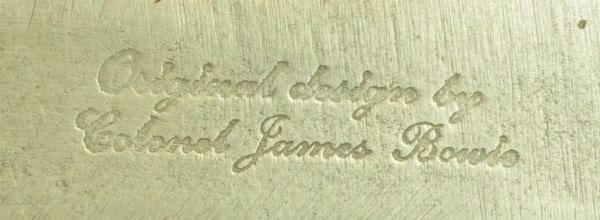 Original design by
Colonel James Bowie